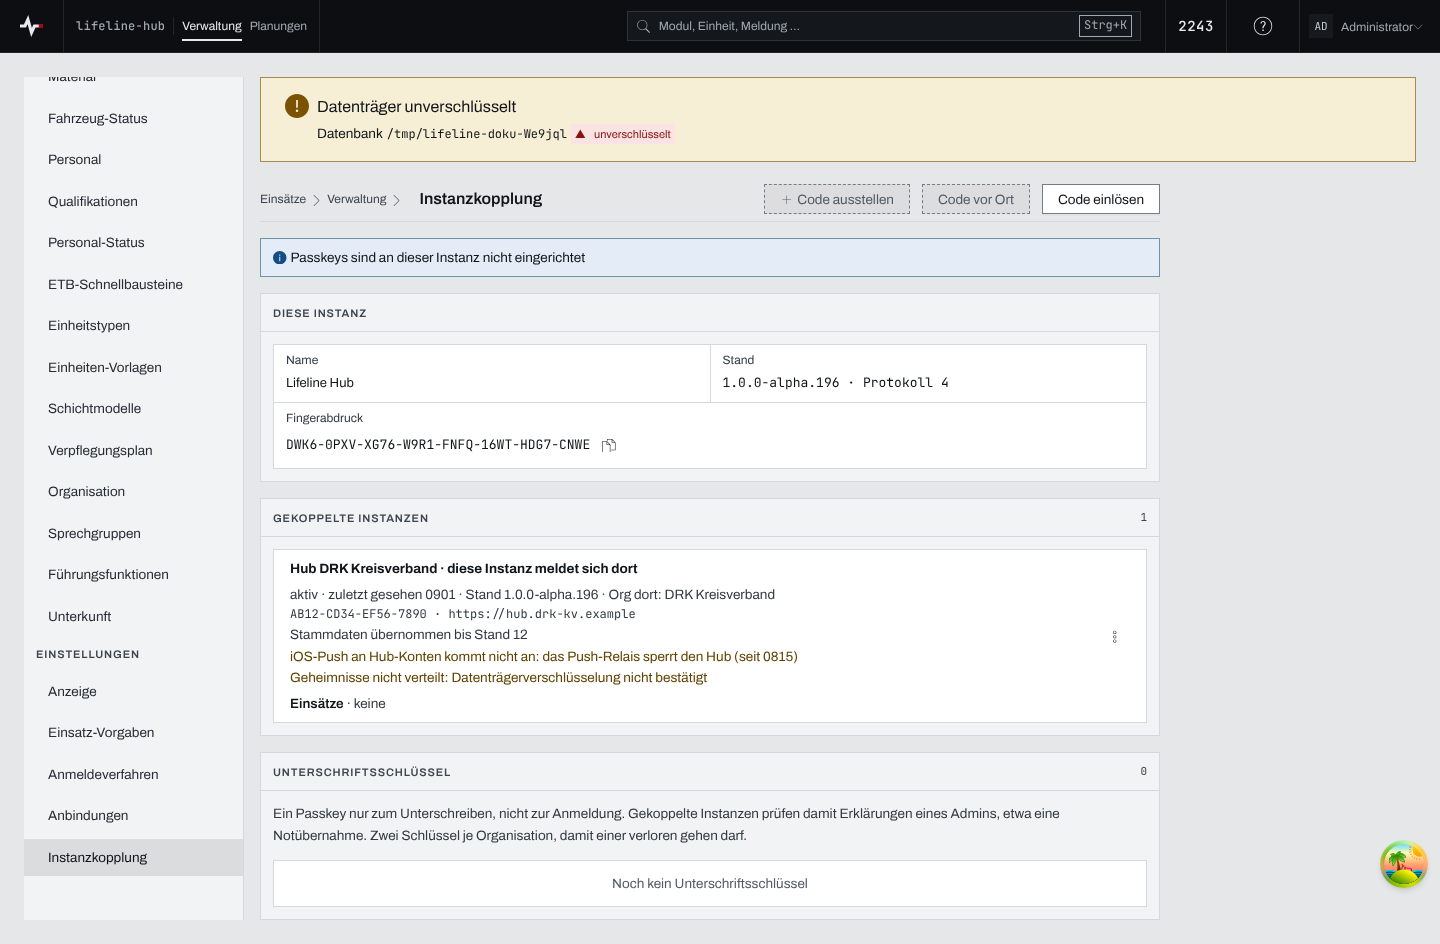 lifeline-hub
Verwaltung
Planungen
Modul, Einheit, Meldung ...
Strg+K
2243
AD
Administrator
Material
Fahrzeug-Status
Personal
Qualifikationen
Personal-Status
ETB-Schnellbausteine
Einheitstypen
Einheiten-Vorlagen
Schichtmodelle
Verpflegungsplan
Organisation
Sprechgruppen
Führungsfunktionen
Unterkunft
EINSTELLUNGEN
Anzeige
Einsatz-Vorgaben
Anmeldeverfahren
Anbindungen
Instanzkopplung
Datenträger unverschlüsselt
Datenbank /tmp/lifeline-doku-We9jql unverschlüsselt
Einsätze
Verwaltung
Instanzkopplung
Code ausstellen
Code vor Ort
Code einlösen
Passkeys sind an dieser Instanz nicht eingerichtet
DIESE INSTANZ
Name
Lifeline Hub
Stand
1.0.0-alpha.196 · Protokoll 4
Fingerabdruck
DWK6-0PXV-XG76-W9R1-FNFQ-16WT-HDG7-CNWE
GEKOPPELTE INSTANZEN 1
Hub DRK Kreisverband · diese Instanz meldet sich dort
aktiv · zuletzt gesehen 0901 · Stand 1.0.0-alpha.196 · Org dort: DRK Kreisverband
AB12-CD34-EF56-7890 · https://hub.drk-kv.example
Stammdaten übernommen bis Stand 12
iOS-Push an Hub-Konten kommt nicht an: das Push-Relais sperrt den Hub (seit 0815)
Geheimnisse nicht verteilt: Datenträgerverschlüsselung nicht bestätigt
Einsätze · keine
UNTERSCHRIFTSSCHLÜSSEL 0
Ein Passkey nur zum Unterschreiben, nicht zur Anmeldung. Gekoppelte Instanzen prüfen damit Erklärungen eines Admins, etwa eine
Notübernahme. Zwei Schlüssel je Organisation, damit einer verloren gehen darf.
Noch kein Unterschriftsschlüssel